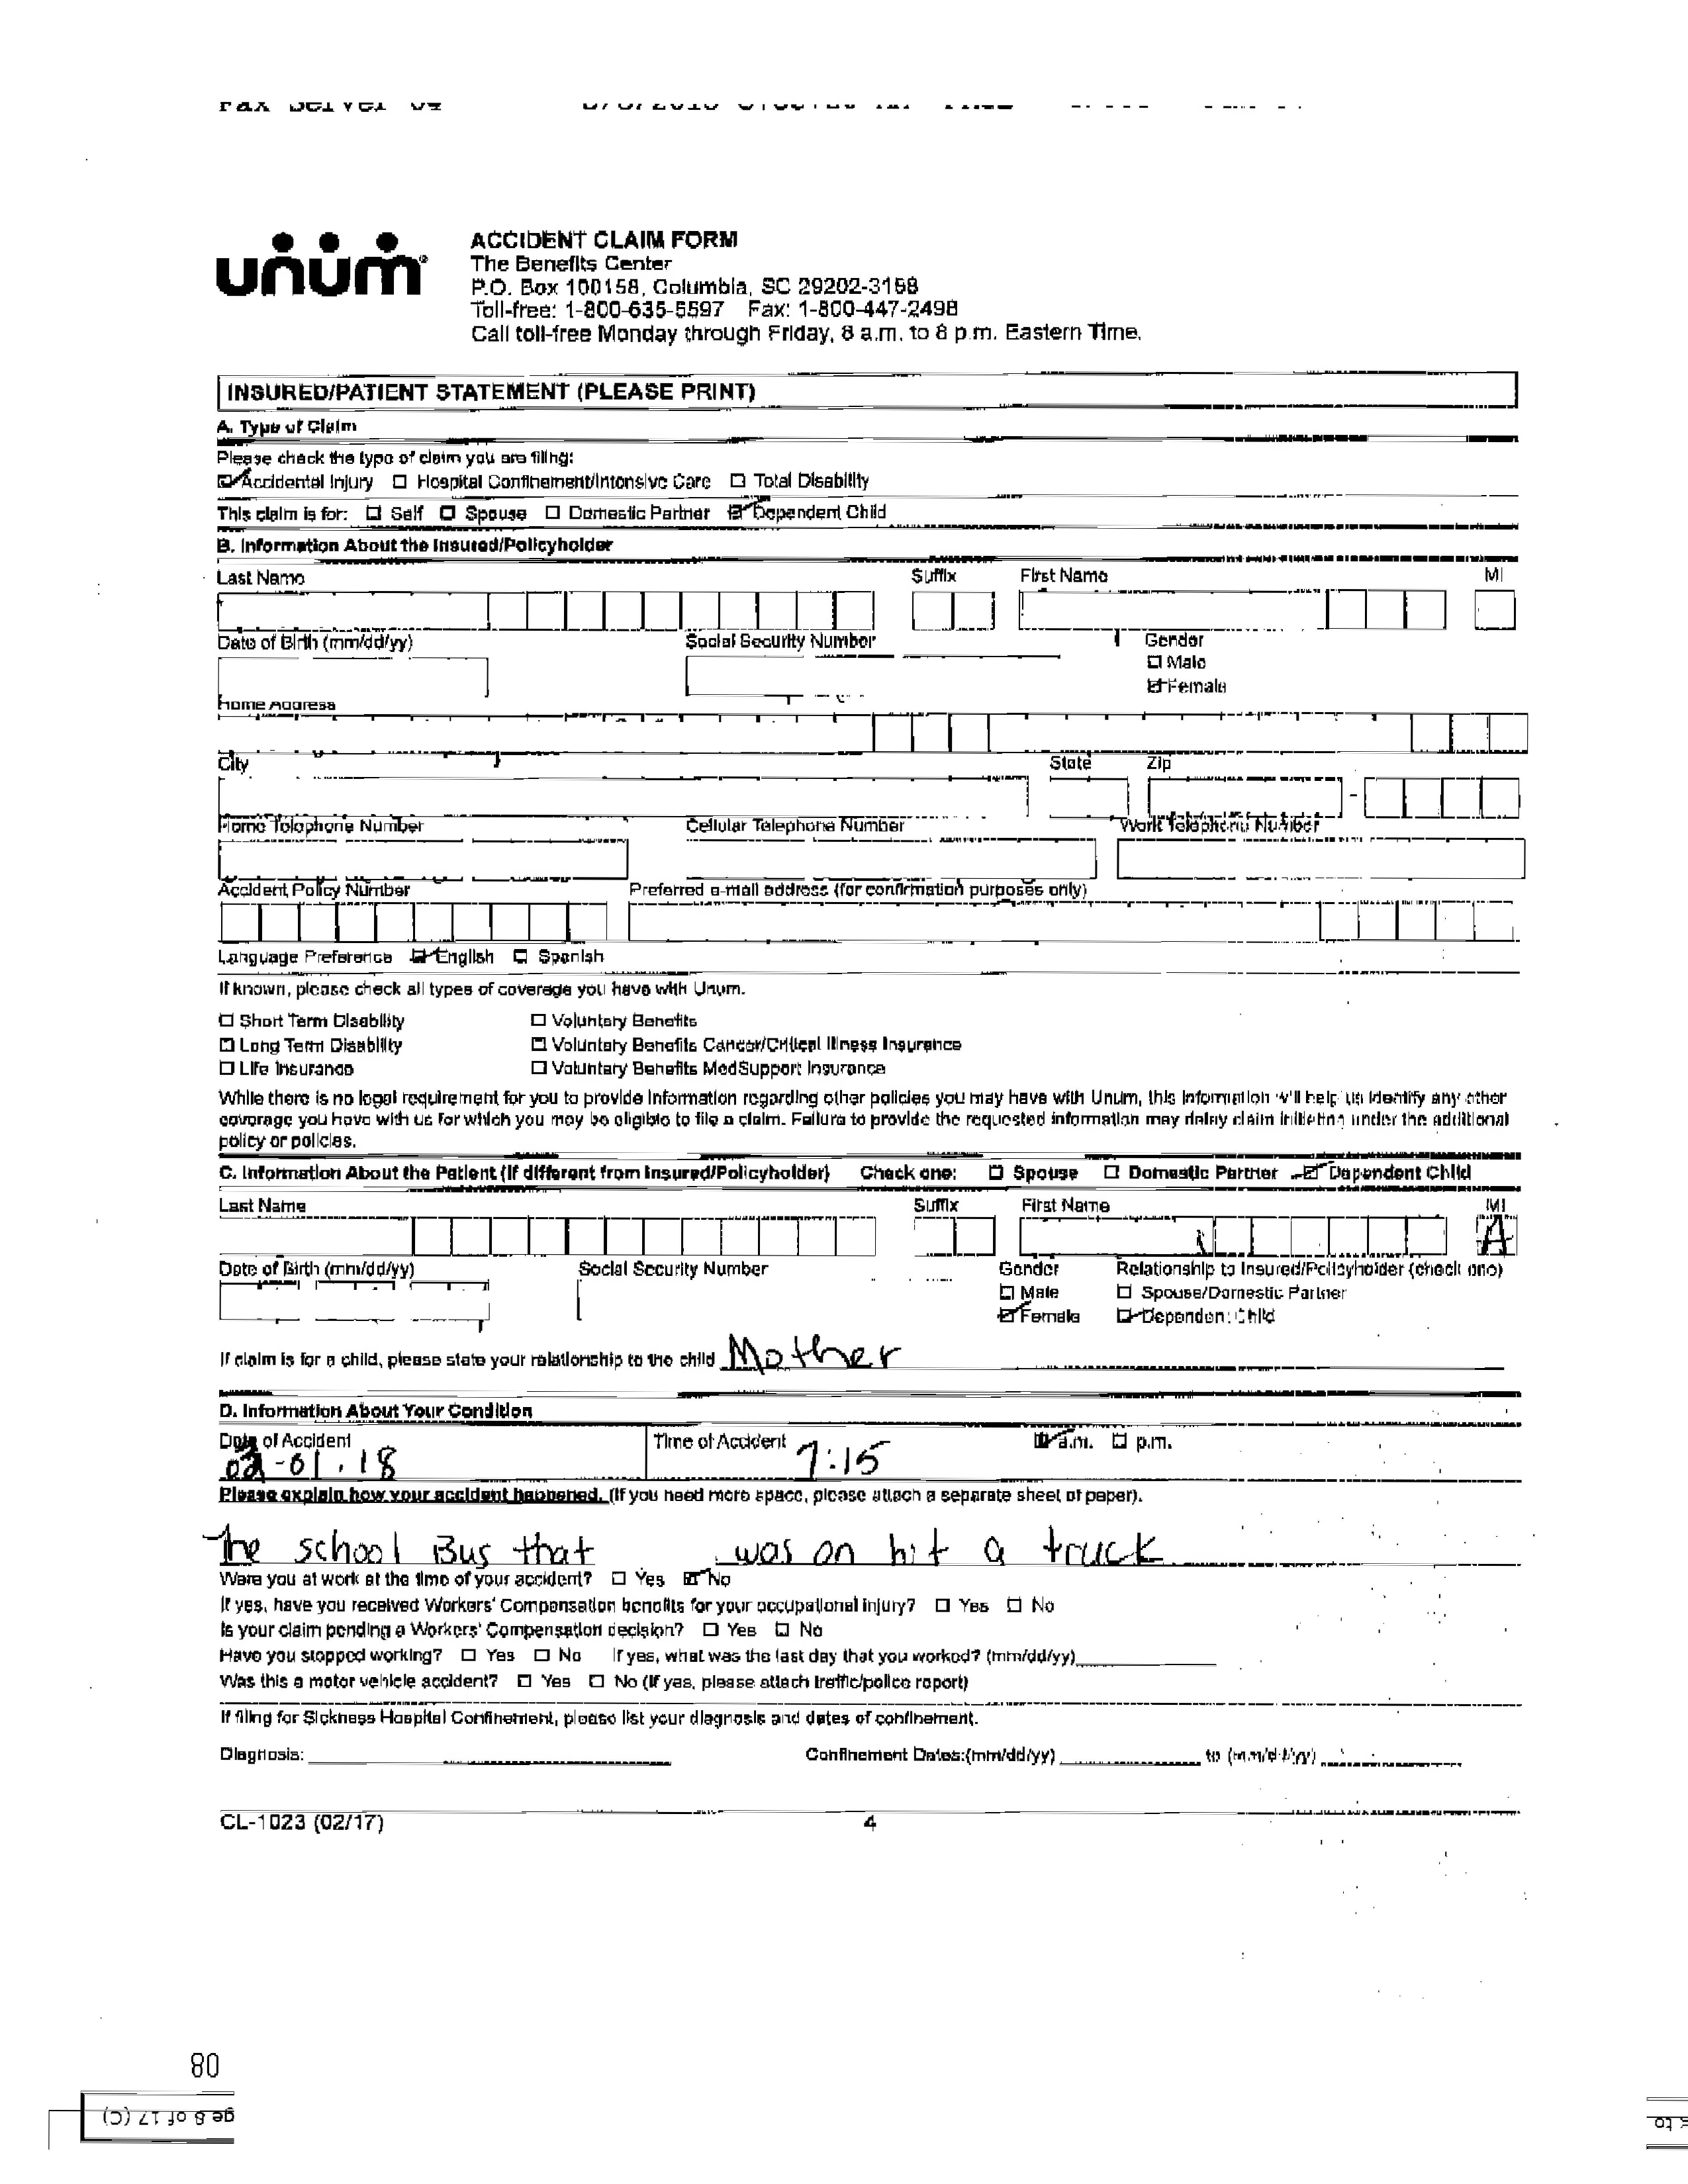 Fax Server 04
unum
ACCIDENT CLAIM FORM
The Benefits Center
P.O. Box 100158, Columbia, SC 29202-3158
Toll-free: 1-800-635-5597 Fax: 1-800-447-2498
Call toll-free Monday through Friday, 8 a.m. to 8 p.m. Eastern Time.
INSURED/PATIENT STATEMENT (PLEASE PRINT)
A. Type of Claim
Please check the type of claim you are filing:
Accidental Injury Hospital Confinement/Intensive Care Total Disability
This claim is for: Self Spouse Domestic Partner Dependent Child
B. Information About the Insured/Policyholder
Last Name Suffix First Name MI
Date of Birth (mm/dd/yy) Social Security Number Gender
Male
Female
Home Address
City State Zip
Home Telephone Number Cellular Telephone Number Work Telephone Number
Accident Policy Number Preferred e-mail address (for confirmation purposes only)
Language Preference English Spanish
If known, please check all types of coverage you have with Unum.
Short Term Disability Voluntary Benefits
Long Term Disability Voluntary Benefits Cancer/Critical Illness Insurance
Life Insurance Voluntary Benefits MedSupport Insurance
While there is no legal requirement for you to provide information regarding other policies you may have with Unum, this information will help us identify any other
coverage you have with us for which you may be eligible to file a claim. Failure to provide the requested information may delay claim initiation under the additional
policy or policies.
C. Information About the Patient (If different from Insured/Policyholder) Check one: Spouse Domestic Partner Dependent Child
Last Name Suffix First Name MI
A
Date of Birth (mm/dd/yy) Social Security Number Gender Relationship to Insured/Policyholder (check one)
Male Spouse/Domestic Partner
Female Dependent Child
If claim is for a child, please state your relationship to the child Mother
D. Information About Your Condition
Date of Accident Time of Accident a.m. p.m.
-01.18 7:15
Please explain how your accident happened. (If you need more space, please attach a separate sheet of paper).
The school Bus that was on hit a truck
Were you at work at the time of your accident? Yes No
If yes, have you received Workers' Compensation benefits for your occupational injury? Yes No
Is your claim pending a Workers' Compensation decision? Yes No
Have you stopped working? Yes No If yes, what was the last day that you worked? (mm/dd/yy)
Was this a motor vehicle accident? Yes No (If yes, please attach traffic/police report)
If filing for Sickness Hospital Confinement, please list your diagnosis and dates of confinement.
Diagnosis: Confinement Dates:(mm/dd/yy) to (mm/dd/yy)
CL-1023 (02/17) 4
80
ge 8 of 17 (C)